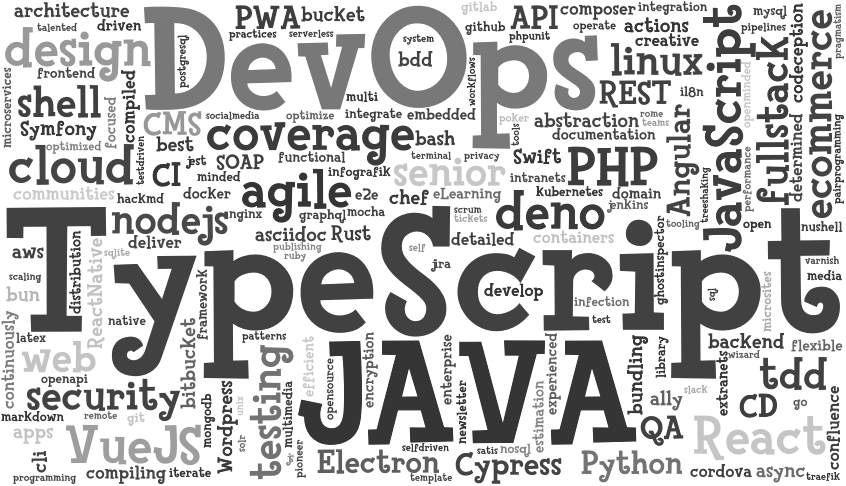 architecture
talented
driven
design
frontend
microservices
shell
Symfony
optimized
focused
compiled
DevOps
postgresql
PWA
bucket
practices
serverless
system
bdd
multi
workflows
gitlab
github
API
phpunit
composer
integration
operate
actions
creative
linux
REST
il8n
mysql
pipelines
JavaScript
openminded
fullstack
codeception
ecommerce
pragmatism
pairprogramming
determined
performance
treeshaking
CMS
socialmedia
optimize
integrate
embedded
poker
tools
abstraction
rome
teams
documentation
best
coverage
bash
testdriven
cloud
CI
jest
SOAP
functional
terminal
privacy
Swift
PHP
Angular
minded
infografik
senior
intranets
communities
hackmd
docker
agile
e2e
chef
eLearning
Kubernetes
domain
jenkins
nodejs
nginx
graphql
mocha
scrum
tickets
deno
tooling
open
nushell
deliver
asciidoc
Rust
publishing
ruby
self
detailed
containers
ghostinspector
varnish
media
aws
scaling
bun
distribution
ReactNative
sqlite
TypeScript
jira
develop
infection
test
sql
microsites
native
framework
patterns
latex
continuously
web
openapi
bitbucket
efficient
encryption
JAVA
enterprise
experienced
bundling
library
backend
wizard
flexible
extranets
tdd
security
markdown
remote
git
mongodb
Wordpress
unix
solr
testing
multimedia
opensource
newsletter
estimation
ally
slack
QA
CD
go
confluence
apps
VueJS
cli
programming
compiling
iterate
pioneer
Electron
selfdriven
template
satis
nosql
Cypress
Python
React
cordova
async
traefik